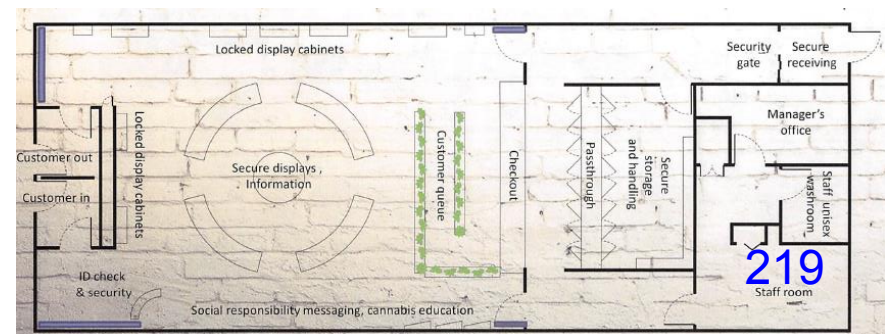 Locked display cabinets
Security
gate
Secure
receiving
Manager's
office
Locked display cabinets
Customer out
Customer in
Secure displays ,
Information
Customer queue
Checkout
Passthrough
Secure
storage
and handling
Staff unisex
washroom
ID check
& security
219
Staff room
Social responsibility messaging, cannabis education